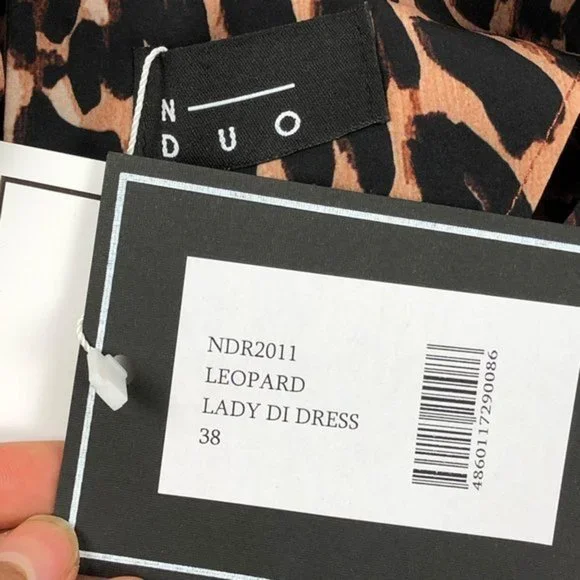 N
DUO
NDR2011
LEOPARD
LADY DI DRESS
38
4860117290086